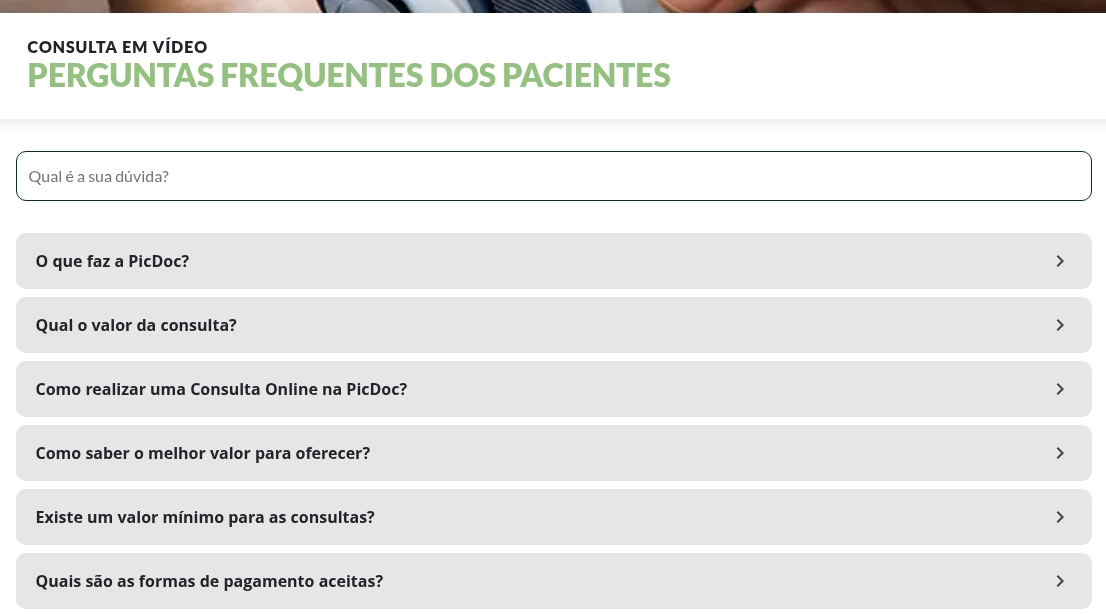 CONSULTA EM VÍDEO
PERGUNTAS FREQUENTES DOS PACIENTES
Qual é a sua dúvida?
O que faz a PicDoc?
Qual o valor da consulta?
Como realizar uma Consulta Online na PicDoc?
Como saber o melhor valor para oferecer?
Existe um valor mínimo para as consultas?
Quais são as formas de pagamento aceitas?